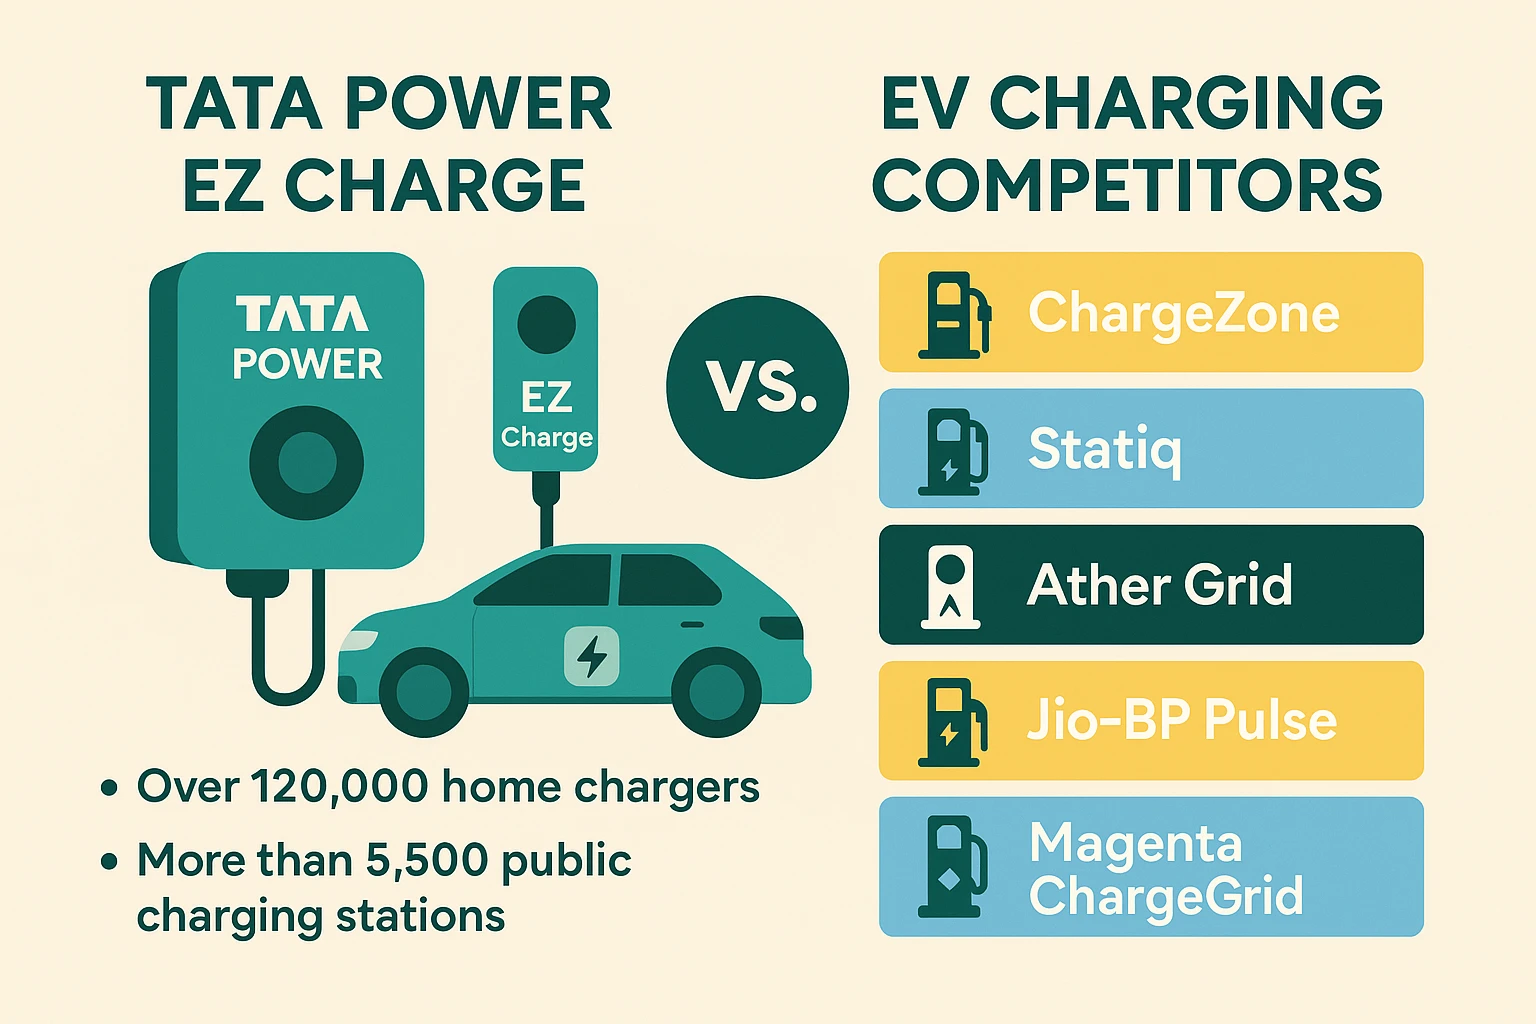 TATA POWER
EZ CHARGE
TATA
POWER
EZ
Charge
• Over 120,000 home chargers
• More than 5,500 public
charging stations
VS.
EV CHARGING
COMPETITORS
ChargeZone
Statiq
Ather Grid
Jio-BP Pulse
Magenta
ChargeGrid